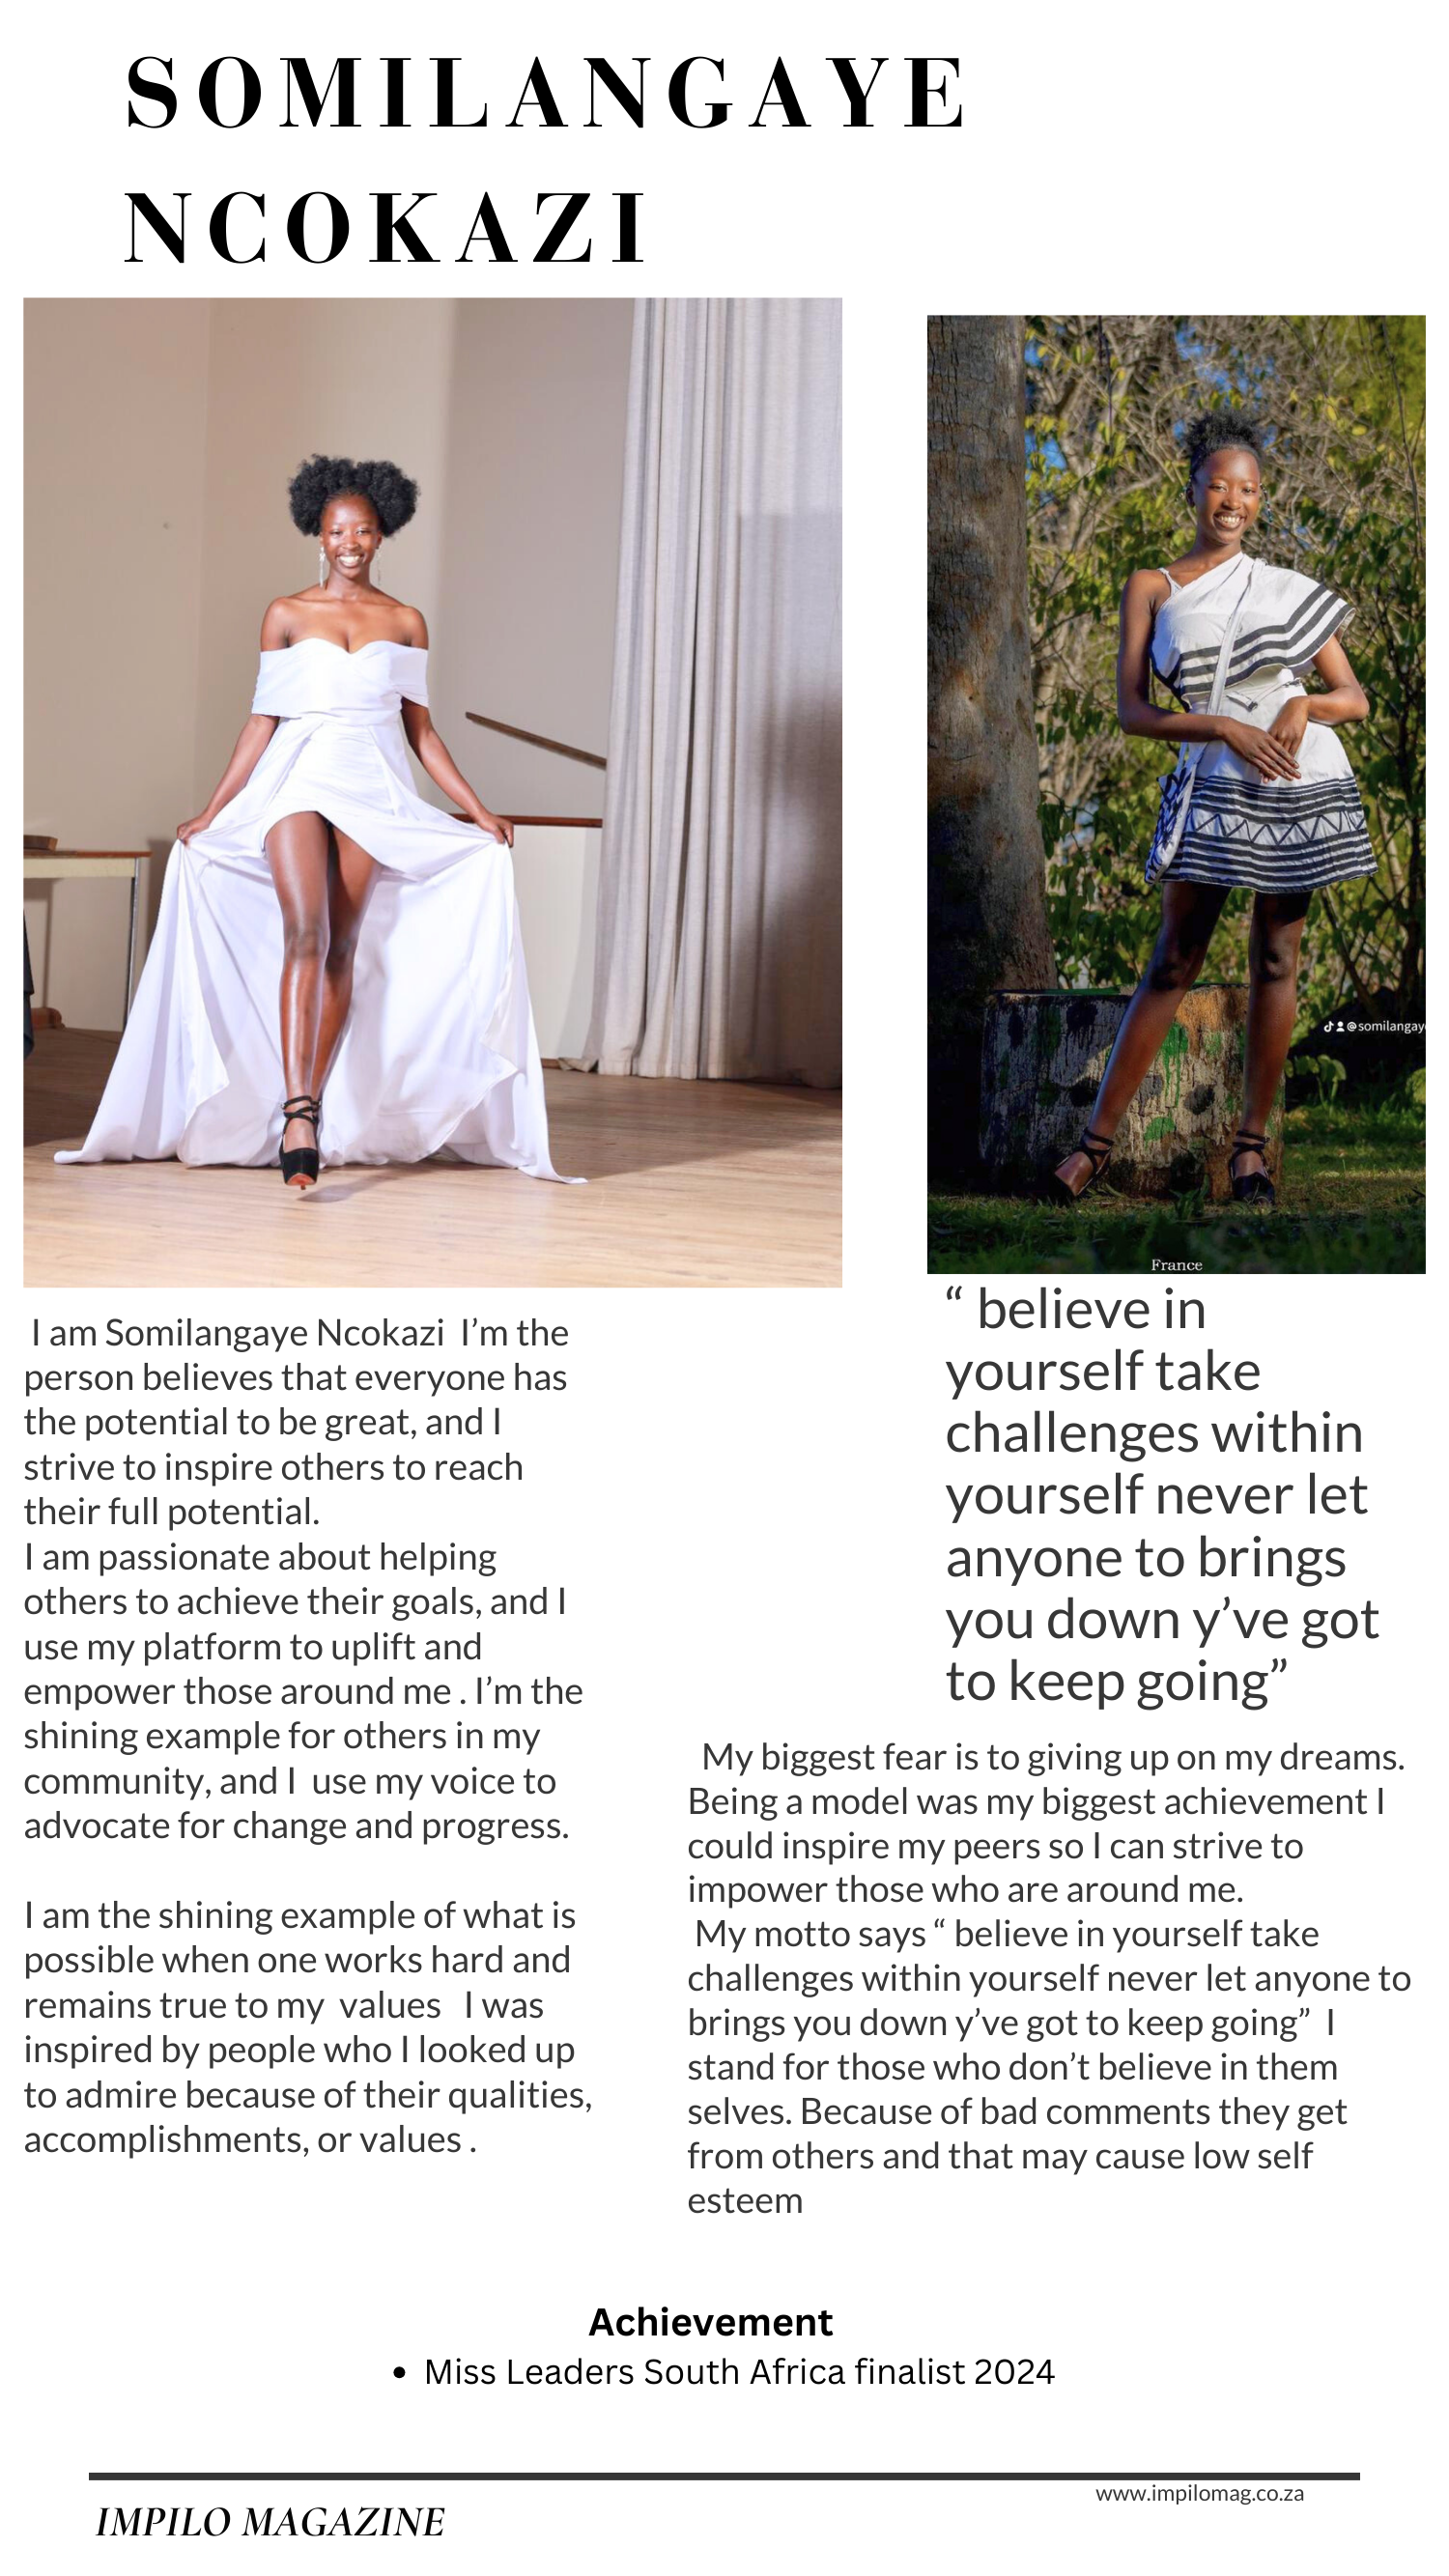 SOMILANGAYE
NCOKAZI
@somilangay
France
I am Somilangaye Ncokazi I’m the
person believes that everyone has
the potential to be great, and I
strive to inspire others to reach
their full potential.
I am passionate about helping
others to achieve their goals, and I
use my platform to uplift and
empower those around me . I’m the
shining example for others in my
community, and I use my voice to
advocate for change and progress.
I am the shining example of what is
possible when one works hard and
remains true to my values I was
inspired by people who I looked up
to admire because of their qualities,
accomplishments, or values .
“ believe in
yourself take
challenges within
yourself never let
anyone to brings
you down y’ve got
to keep going”
My biggest fear is to giving up on my dreams.
Being a model was my biggest achievement I
could inspire my peers so I can strive to
impower those who are around me.
My motto says “ believe in yourself take
challenges within yourself never let anyone to
brings you down y’ve got to keep going” I
stand for those who don’t believe in them
selves. Because of bad comments they get
from others and that may cause low self
esteem
Achievement
• Miss Leaders South Africa finalist 2024
www.impilomag.co.za
IMPILO MAGAZINE